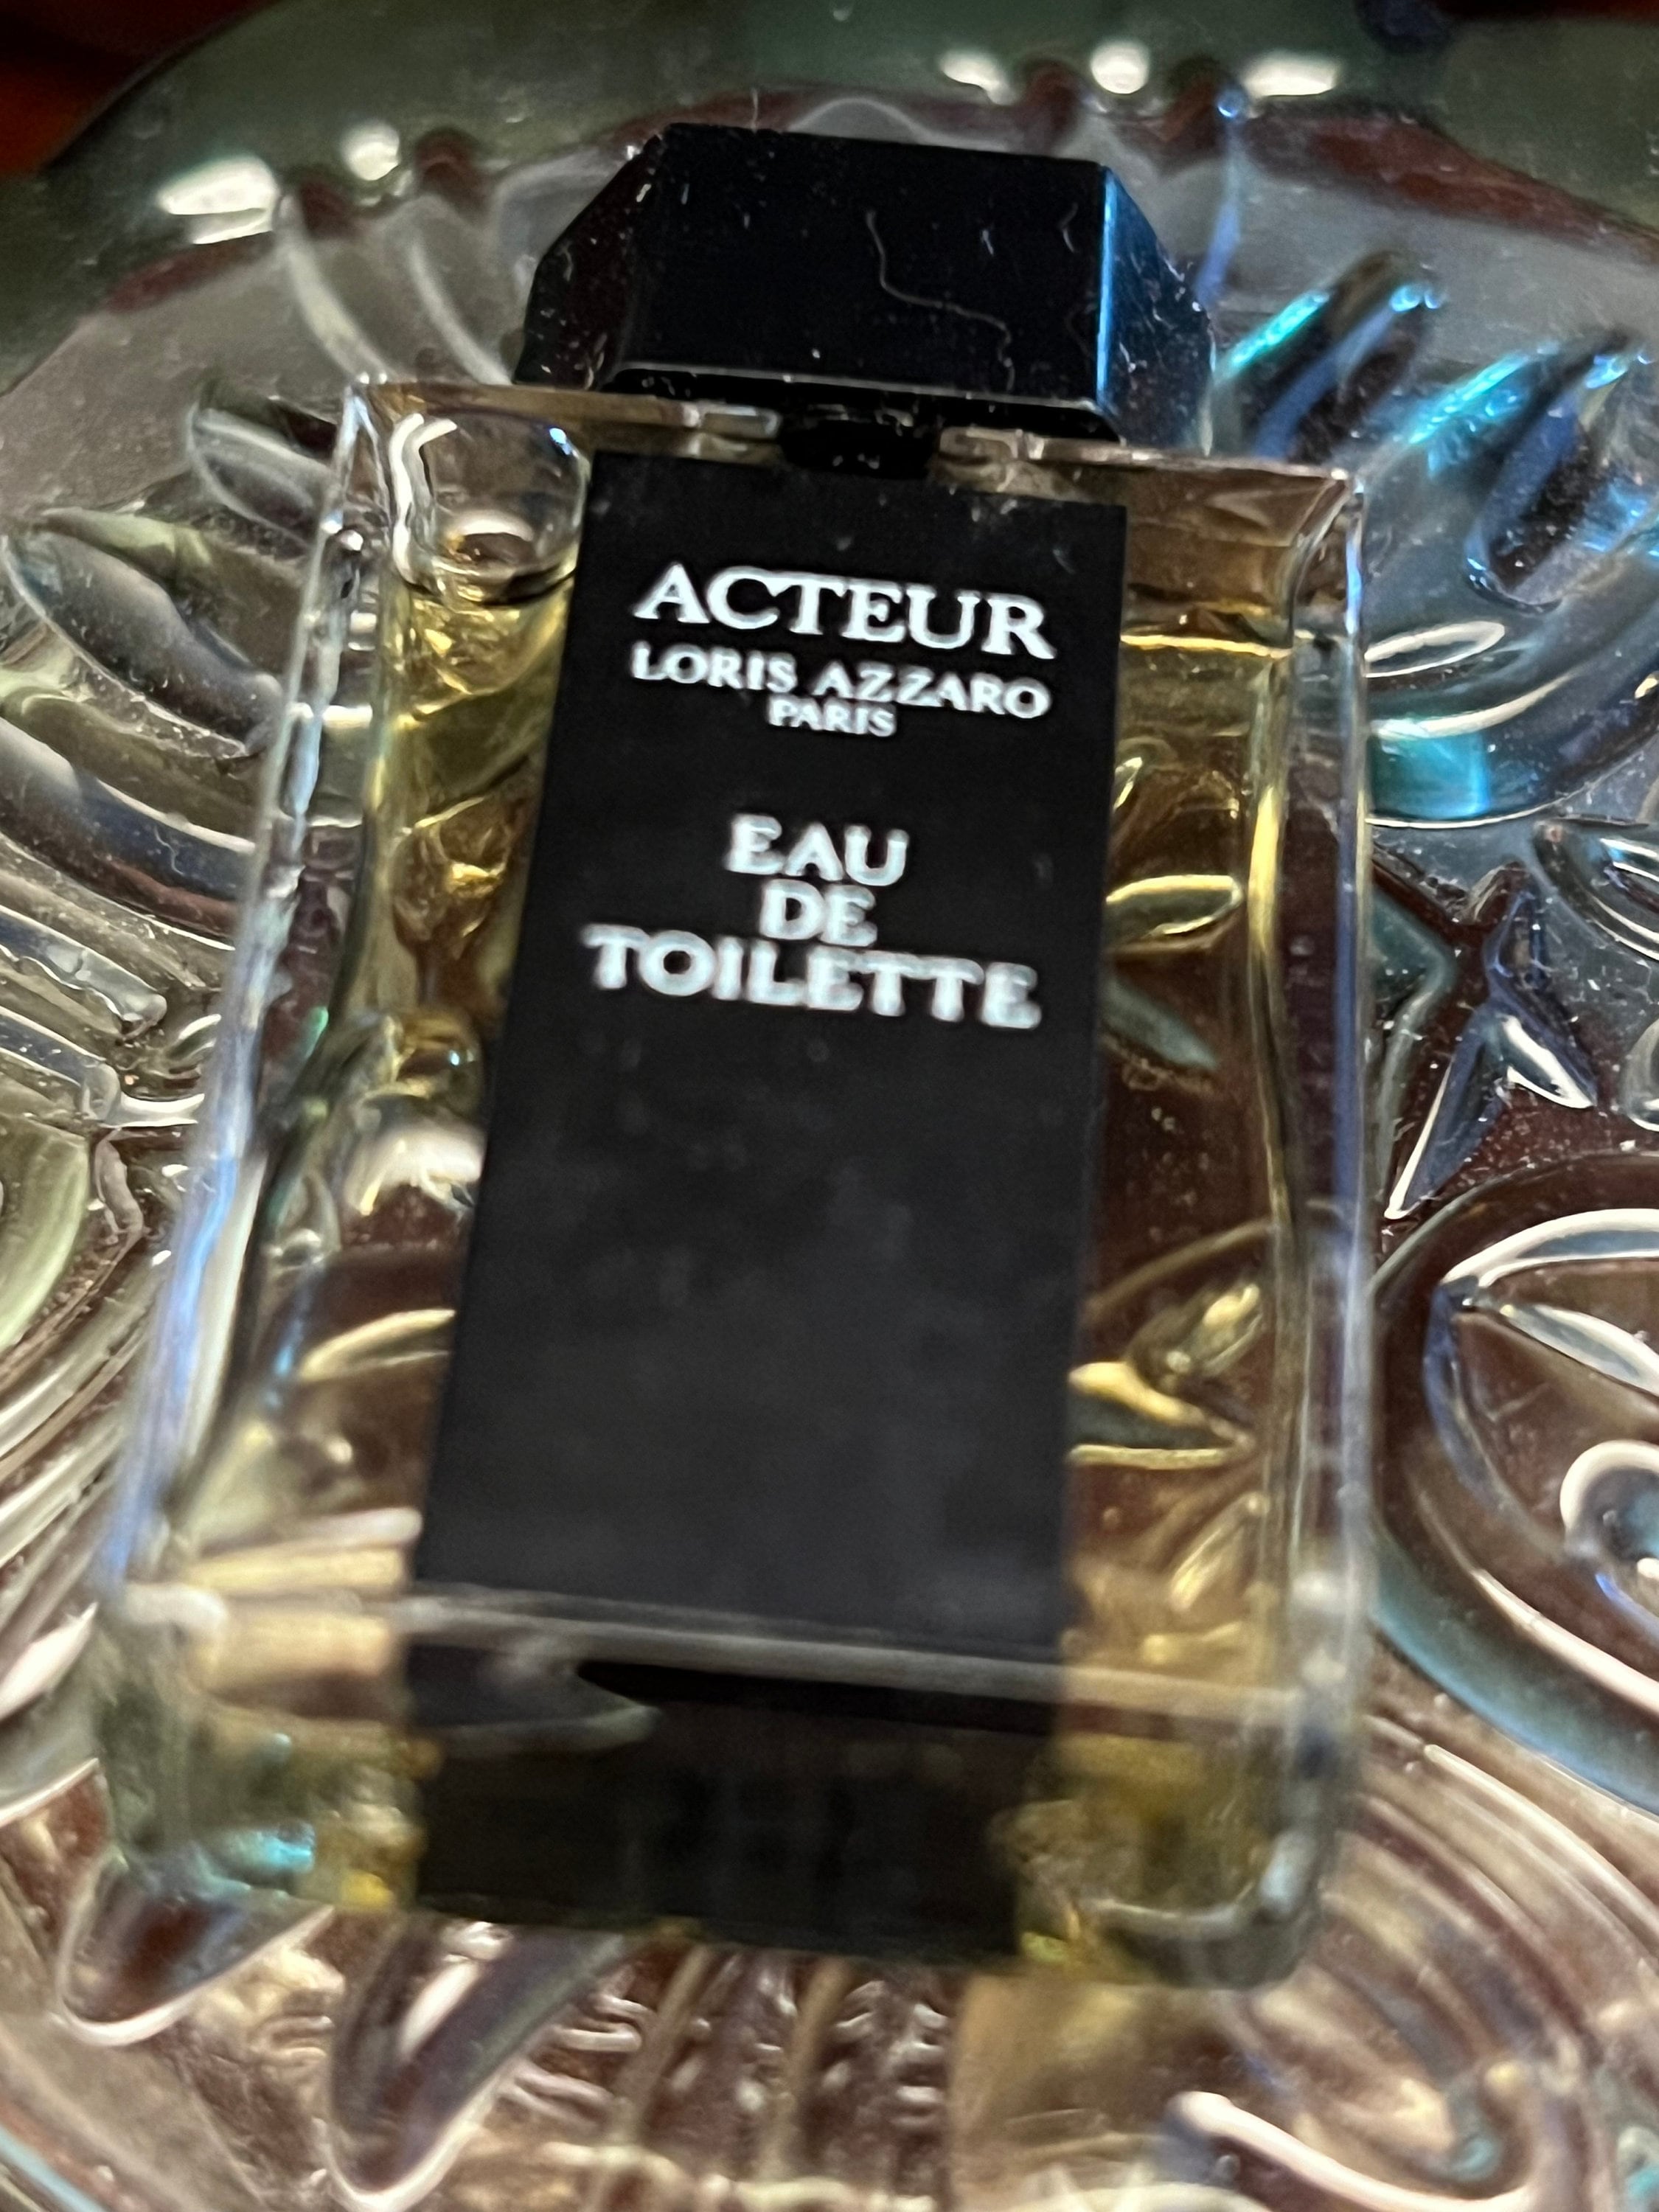 ACTEUR
LORIS AZZARO
PARIS
EAU
DE
TOILETTE